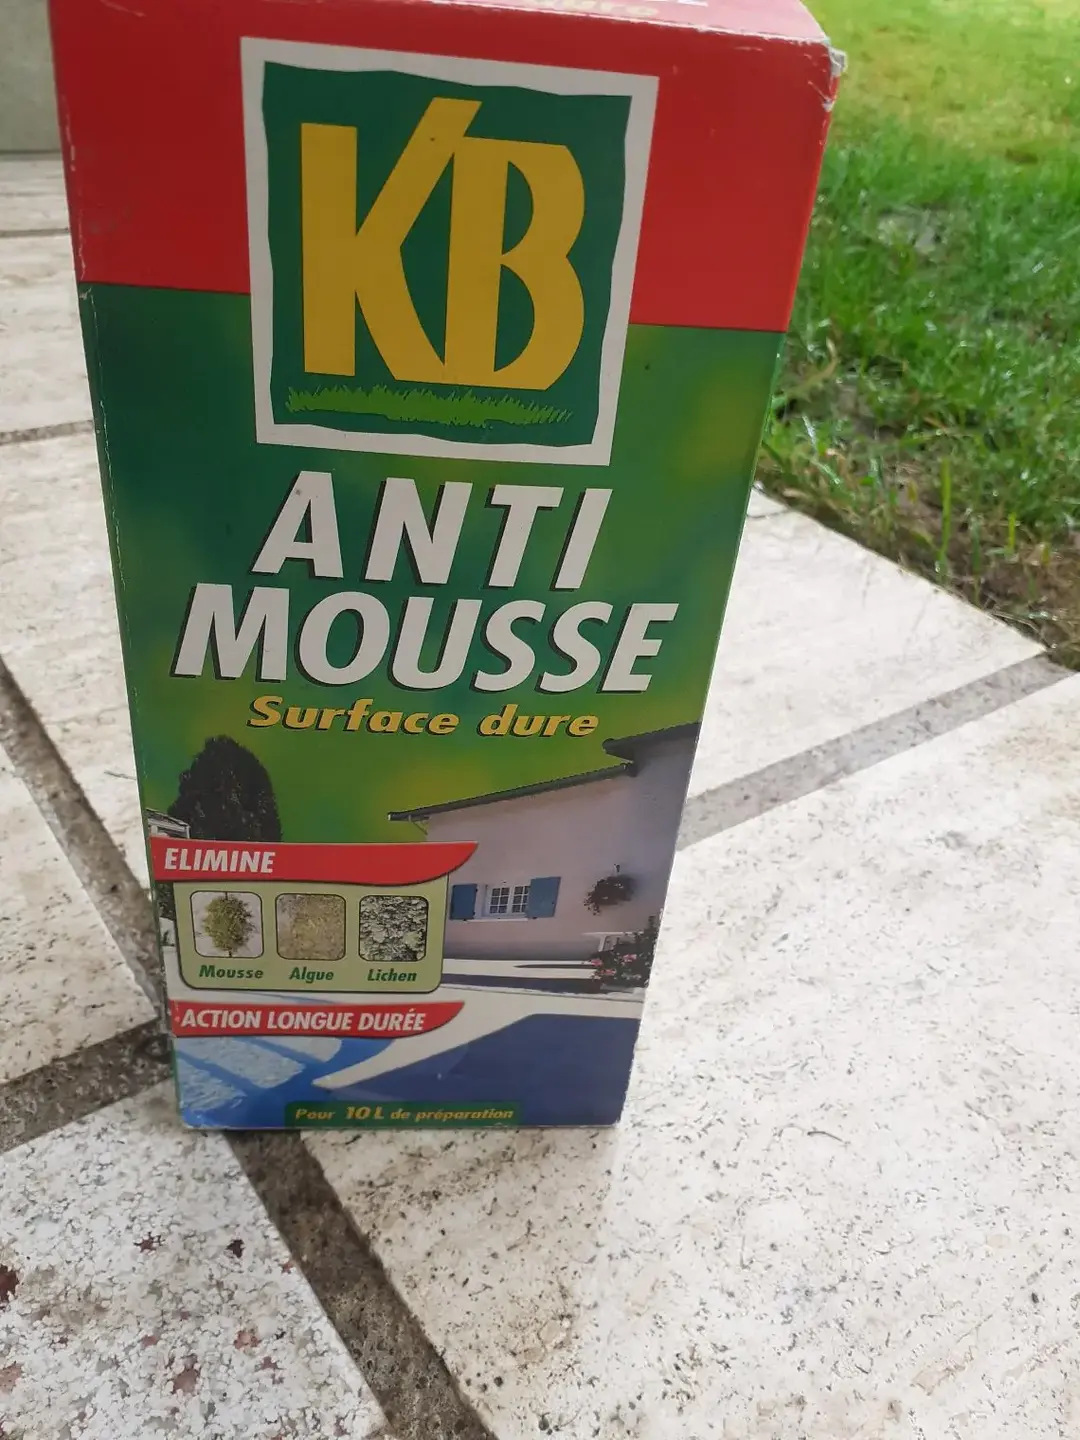 KB
ANTI
MOUSSE
Surface dure
ELIMINE
Mousse Algue Lichen
ACTION LONGUE DURÉE
Pour 10 L de préparation